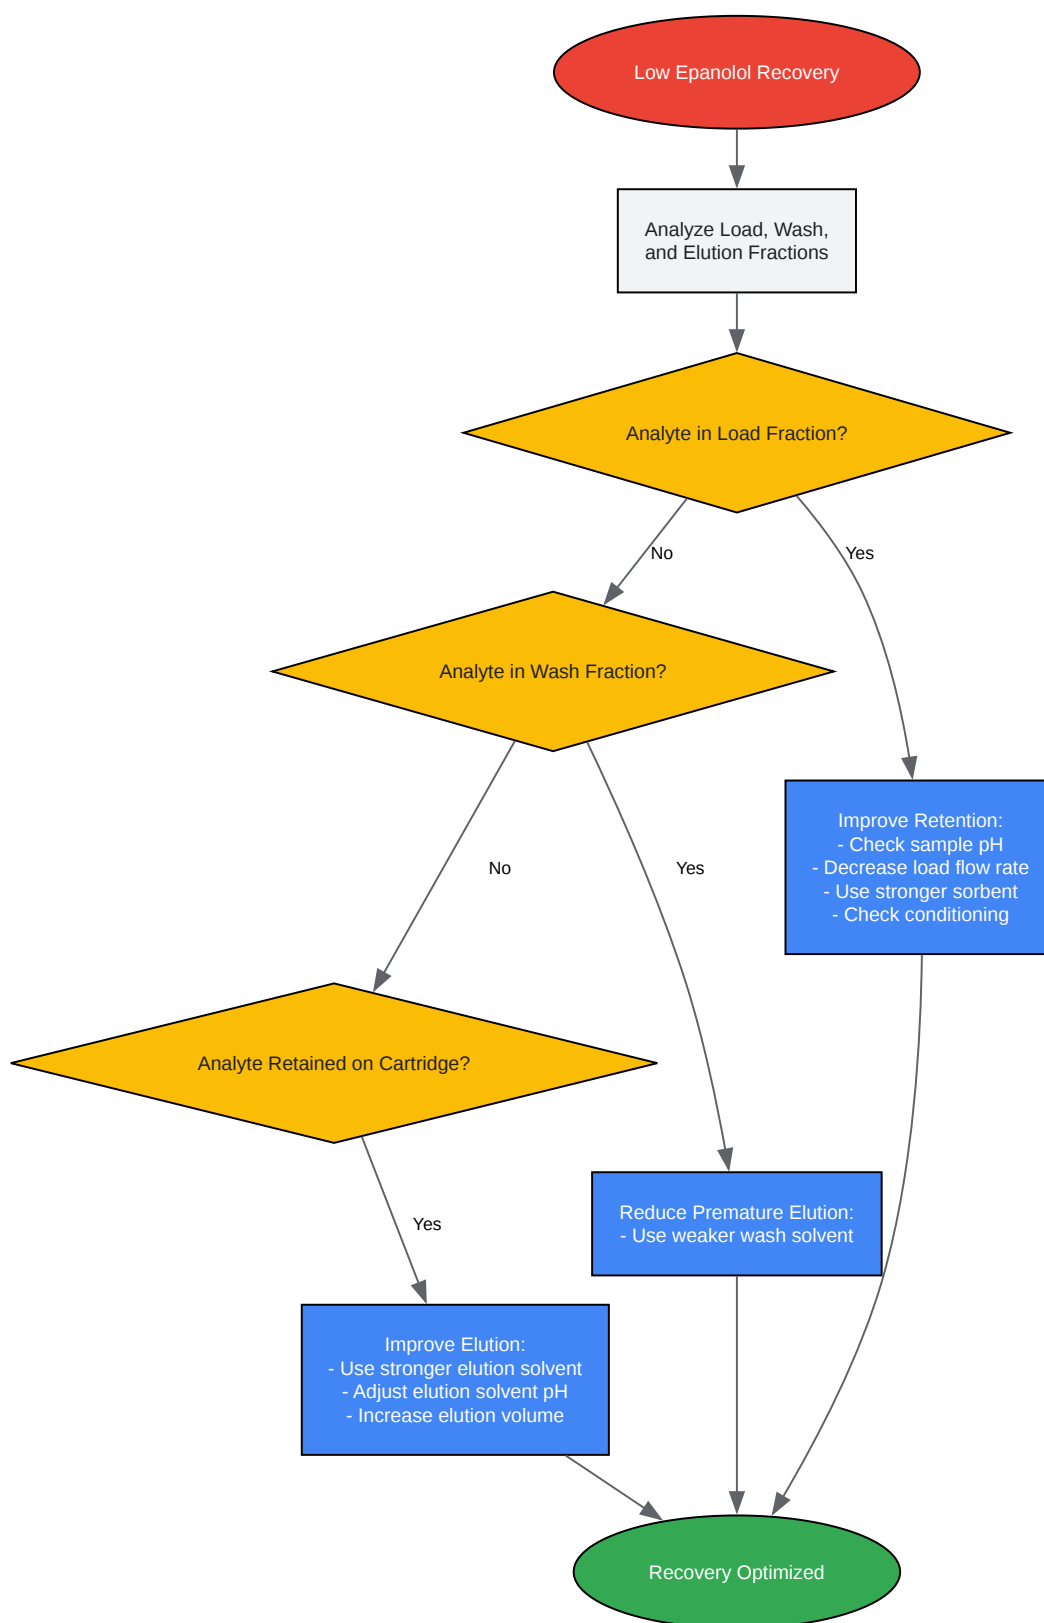 Low Epanolol Recovery
Analyze Load, Wash,
and Elution Fractions
Analyte in Load Fraction?
No
Yes
Analyte in Wash Fraction?
Improve Retention:
- Check sample pH
- Decrease load flow rate
- Use stronger sorbent
- Check conditioning
No
Yes
Analyte Retained on Cartridge?
Yes
Reduce Premature Elution:
- Use weaker wash solvent
Improve Elution:
- Use stronger elution solvent
- Adjust elution solvent pH
- Increase elution volume
Recovery Optimized